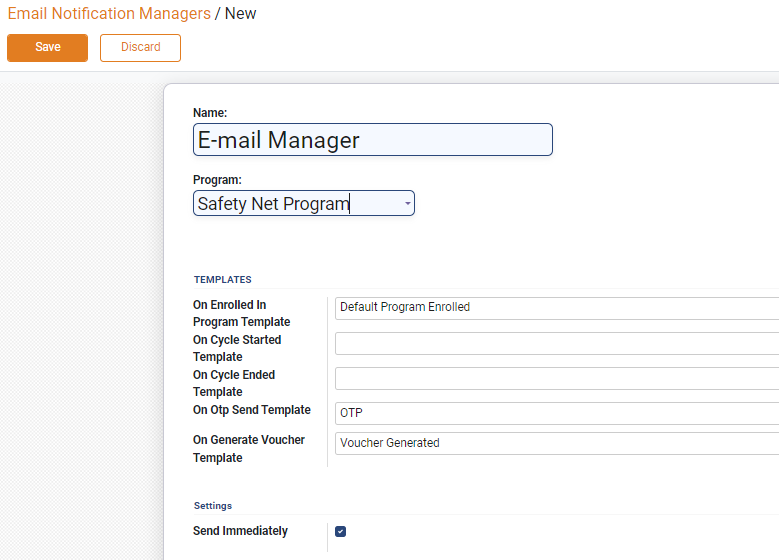 Email Notification Managers / New
Save Discard
Name:
E-mail Manager
Program:
Safety Net Program
TEMPLATES
On Enrolled In Default Program Enrolled
Program Template
On Cycle Started
Template
On Cycle Ended
Template
On Otp Send Template OTP
On Generate Voucher Voucher Generated
Template
Settings
Send Immediately